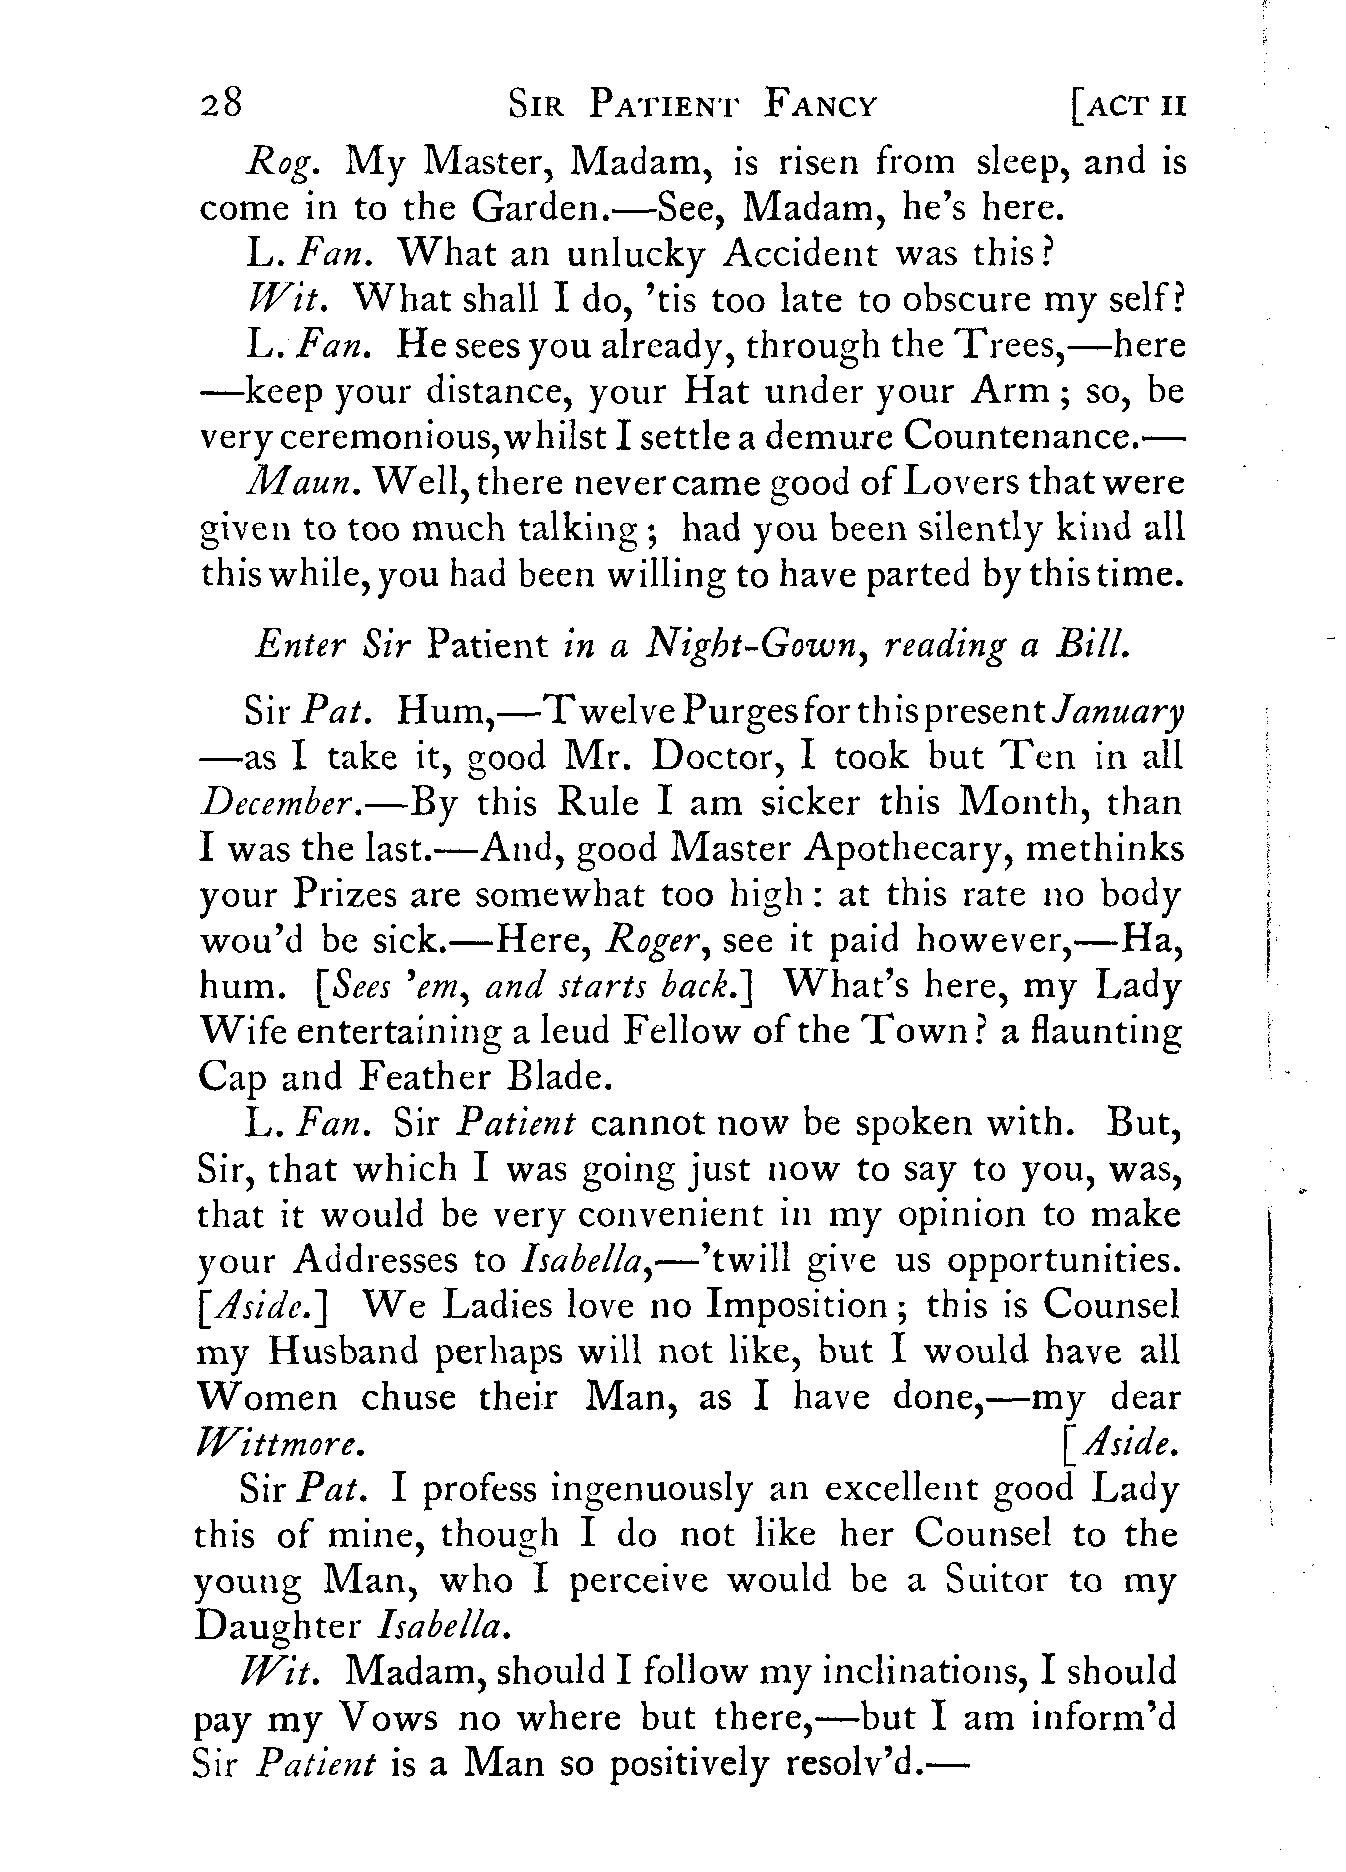 28 SIR PATIENT FANCY [ACT II
Rog. My Master, Madam, is risen from sleep, and is
come in to the Garden.—See, Madam, he's here.
L. Fan. What an unlucky Accident was this?
Wit. What shall I do, 'tis too late to obscure my self?
L. Fan. He sees you already, through the Trees,—here
—keep your distance, your Hat under your Arm; so, be
very ceremonious, whilst I settle a demure Countenance.—
Maun. Well, there never came good of Lovers that were
given to too much talking; had you been silently kind all
this while, you had been willing to have parted by this time.
Enter Sir Patient in a Night-Gown, reading a Bill.
Sir Pat. Hum,—Twelve Purges for this present January
—as I take it, good Mr. Doctor, I took but Ten in all
December.—By this Rule I am sicker this Month, than
I was the last.—And, good Master Apothecary, methinks
your Prizes are somewhat too high: at this rate no body
wou'd be sick.—Here, Roger, see it paid however,—Ha,
hum. [Sees 'em, and starts back.] What's here, my Lady
Wife entertaining a leud Fellow of the Town? a flaunting
Cap and Feather Blade.
L. Fan. Sir Patient cannot now be spoken with. But,
Sir, that which I was going just now to say to you, was,
that it would be very convenient in my opinion to make
your Addresses to Isabella,—'twill give us opportunities.
[Aside.] We Ladies love no Imposition; this is Counsel
my Husband perhaps will not like, but I would have all
Women chuse their Man, as I have done,—my dear
Wittmore. [Aside.
Sir Pat. I profess ingenuously an excellent good Lady
this of mine, though I do not like her Counsel to the
young Man, who I perceive would be a Suitor to my
Daughter Isabella.
Wit. Madam, should I follow my inclinations, I should
pay my Vows no where but there,—but I am inform'd
Sir Patient is a Man so positively resolv'd.—